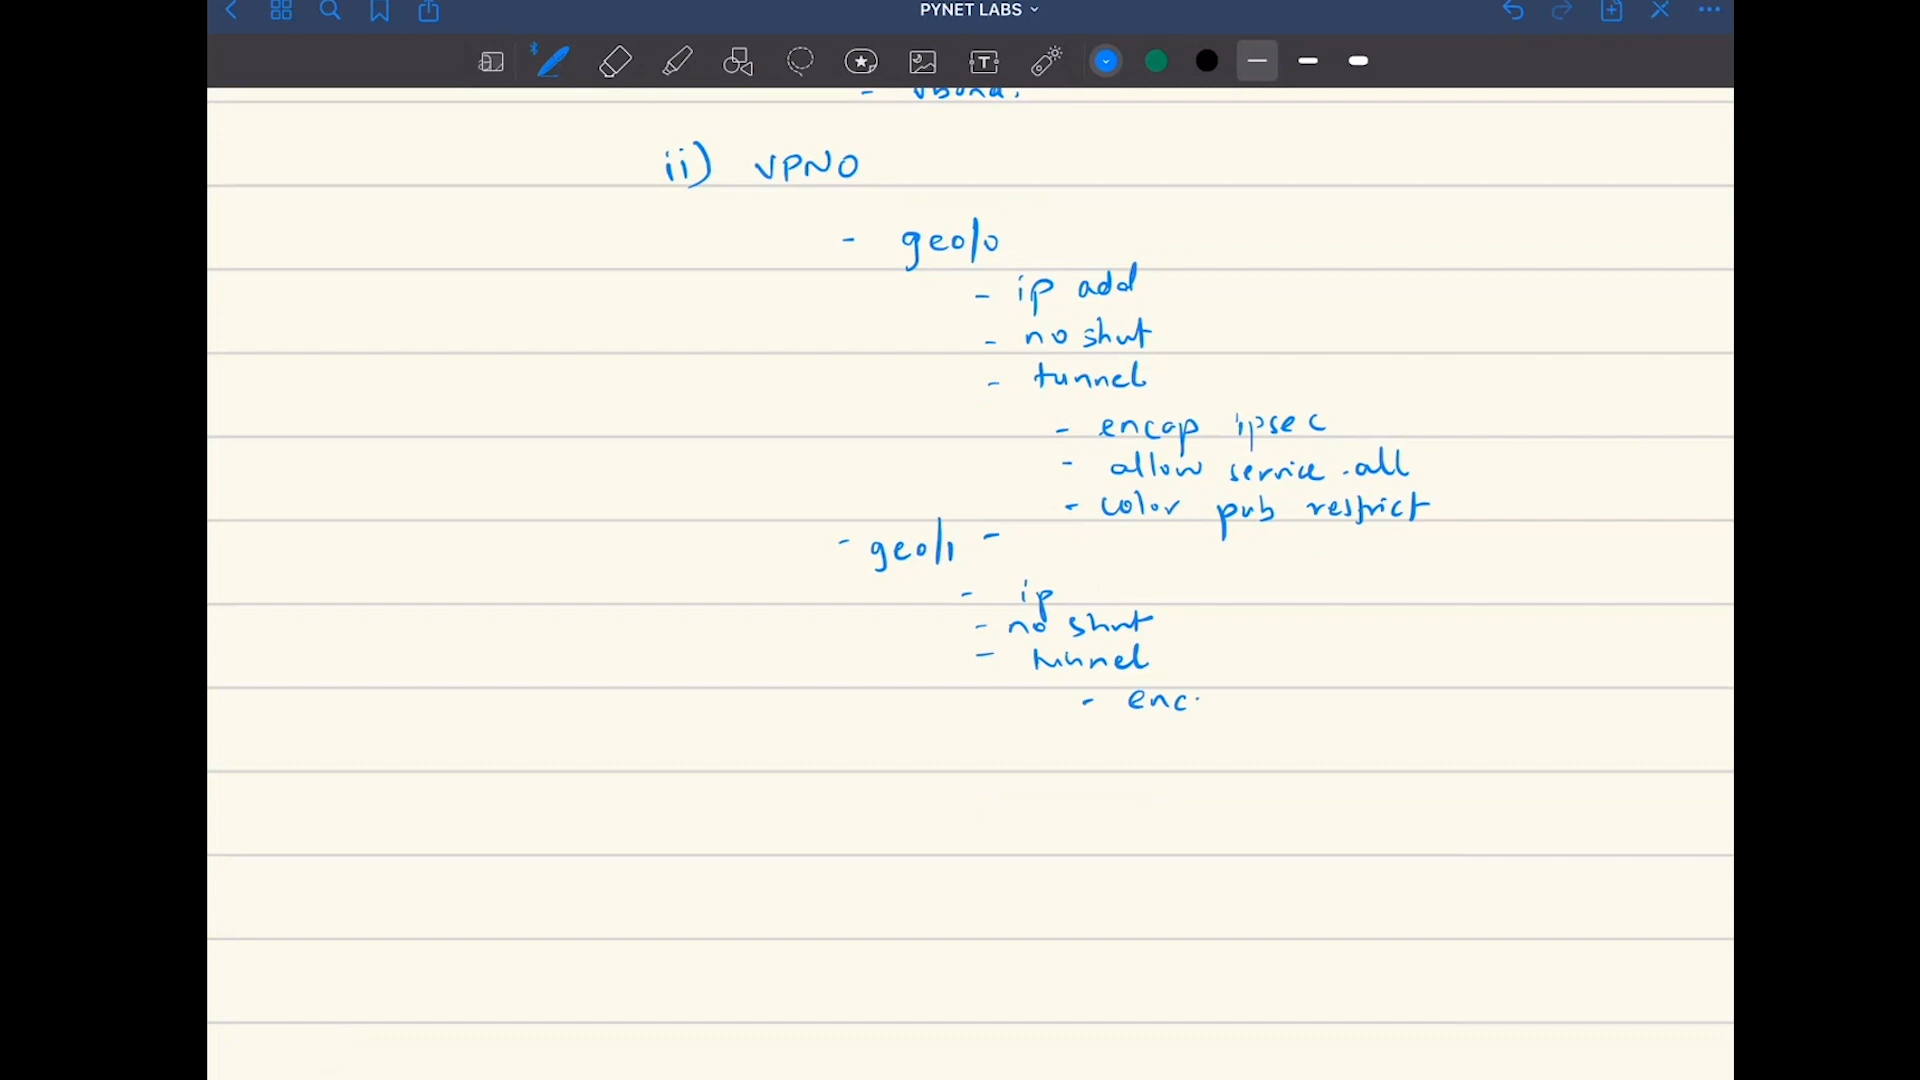 PYNET LABS
- vBond.
ii) VPN0
- ge0/0
- ip add
- no shut
- tunnel
- encap ipsec
- allow service all
- color pub restrict
- ge0/1 -
- ip
- no shut
- tunnel
- enc